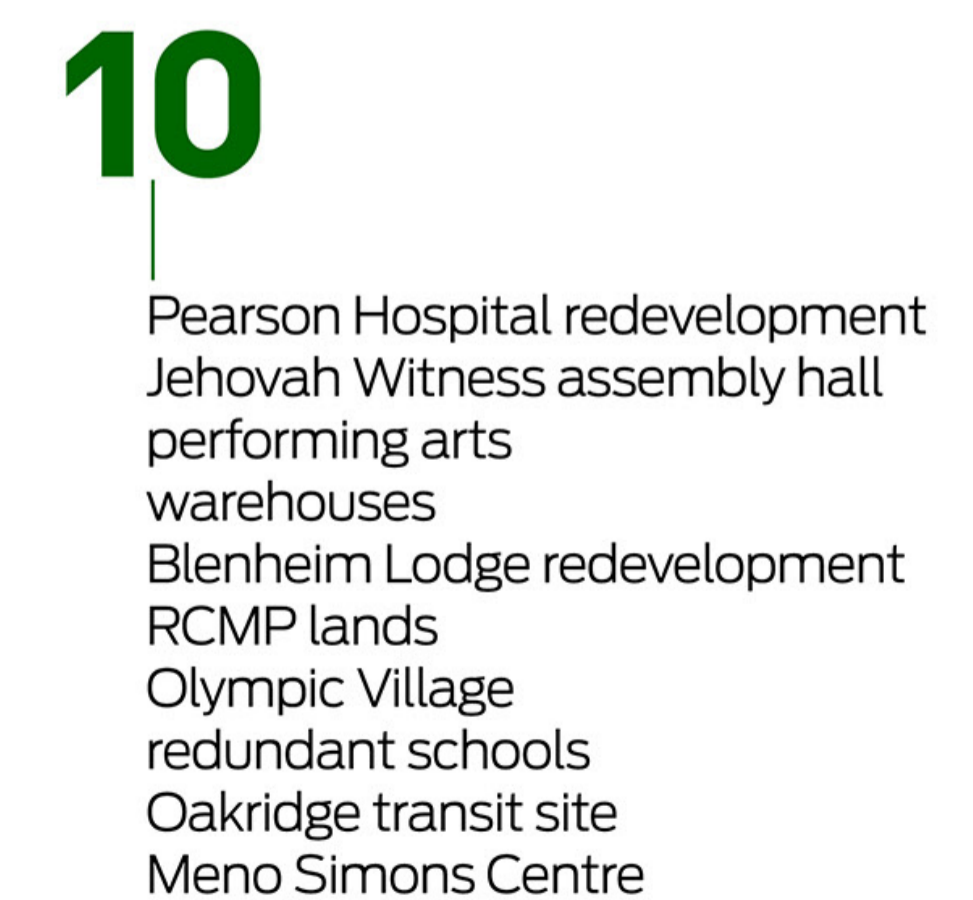 10
Pearson Hospital redevelopment
Jehovah Witness assembly hall
performing arts
warehouses
Blenheim Lodge redevelopment
RCMP lands
Olympic Village
redundant schools
Oakridge transit site
Meno Simons Centre